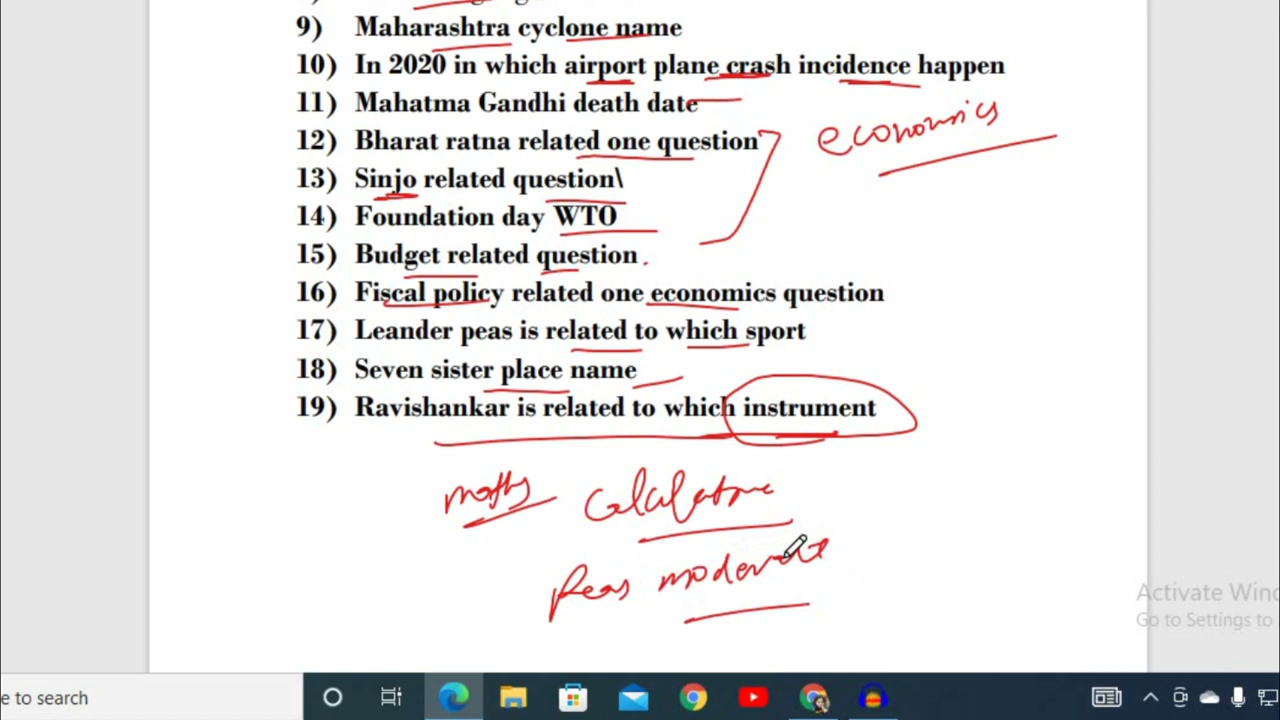 9) Maharashtra cyclone name
10) In 2020 in which airport plane crash incidence happen
11) Mahatma Gandhi death date
12) Bharat ratna related one question
economics
13) Sinjo related question\
14) Foundation day WTO
15) Budget related question
16) Fiscal policy related one economics question
17) Leander peas is related to which sport
18) Seven sister place name
19) Ravishankar is related to which instrument
maths
moderate
Activate Wind
Go to Settings to
e to search